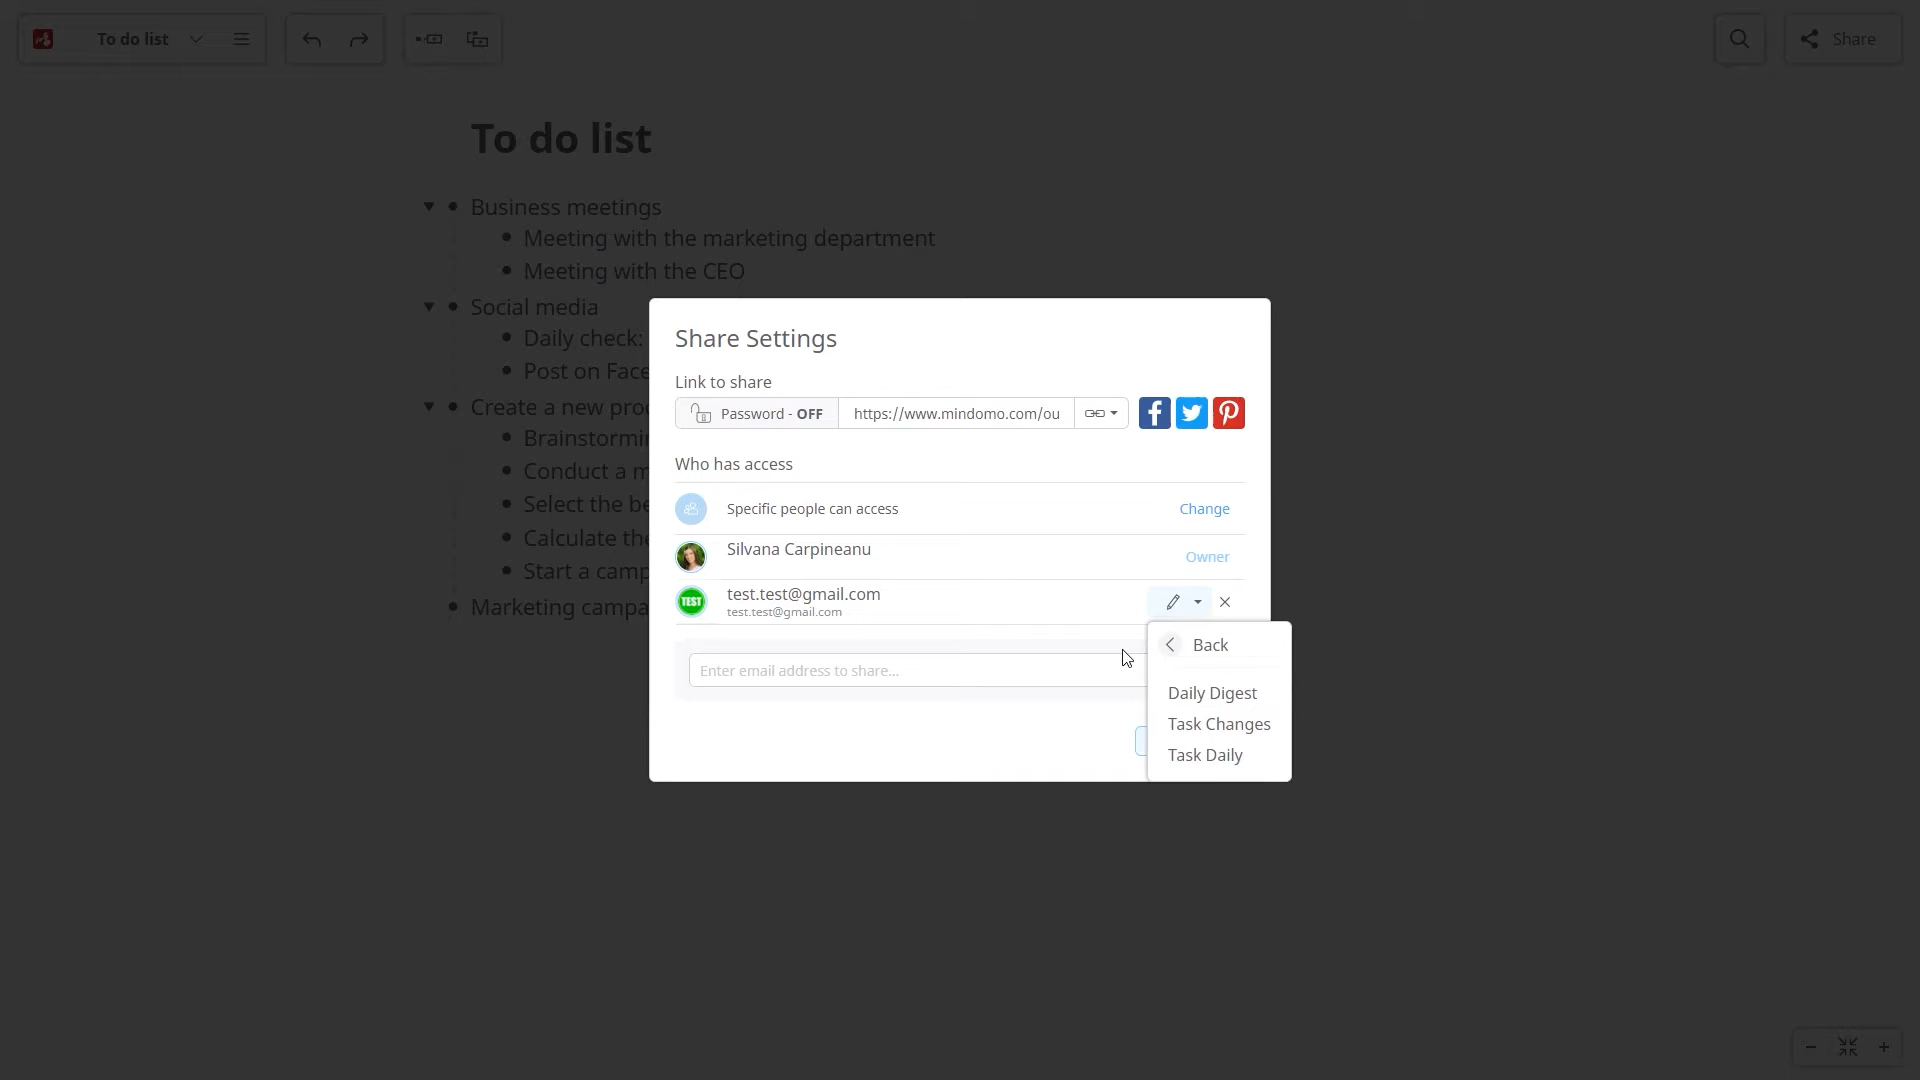 To do list
Share
To do list
Business meetings
Meeting with the marketing department
Meeting with the CEO
Social media
Daily check:
Post on Face
Create a new prod
Brainstormin
Conduct a m
Select the be
Calculate the
Start a camp
Marketing campa
Share Settings
Link to share
Password - OFF
https://www.mindomo.com/ou
Who has access
Specific people can access
Change
Silvana Carpineanu
Owner
TEST
test.test@gmail.com
test.test@gmail.com
Enter email address to share...
Back
Daily Digest
Task Changes
Task Daily